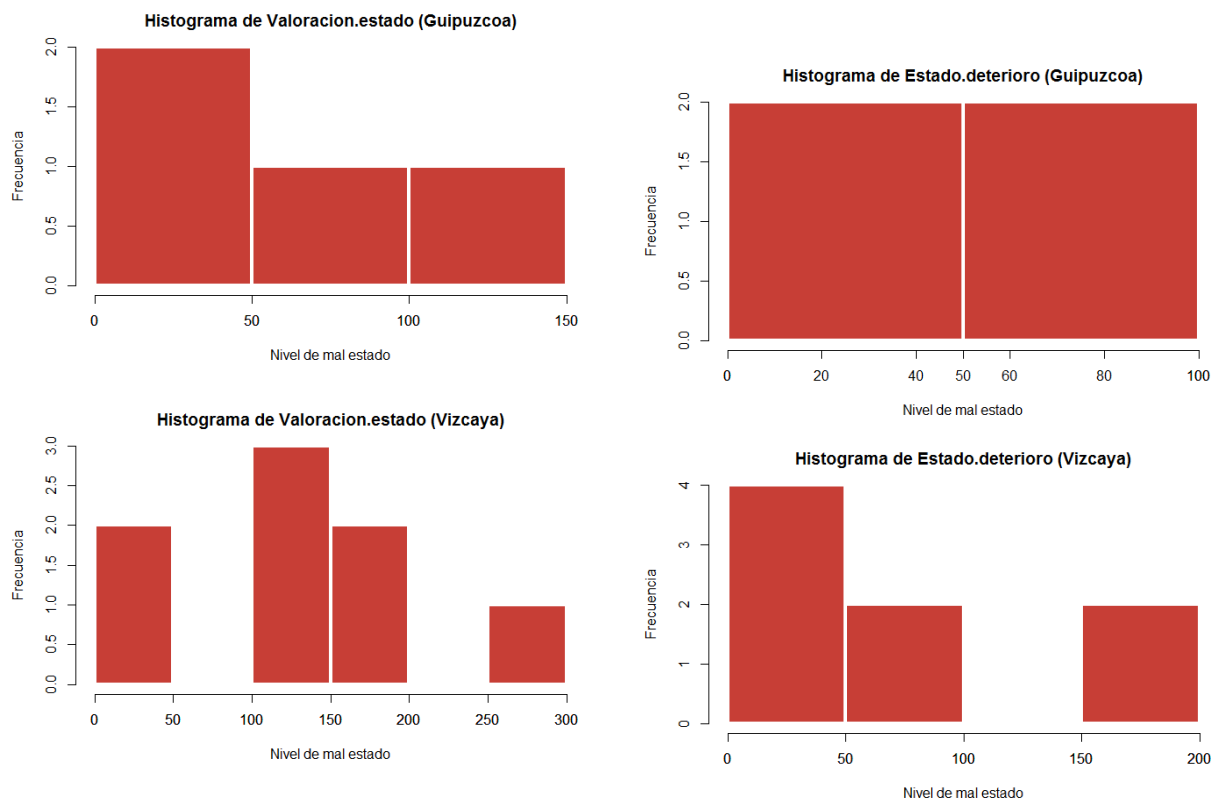 Histograma de Valoracion.estado (Guipuzcoa)
Frecuencia
2.0
1.5
1.0
0.5
0.0
0 50 100 150
Nivel de mal estado
Histograma de Estado.deterioro (Guipuzcoa)
Frecuencia
2.0
1.5
1.0
0.5
0.0
0 20 40 50 60 80 100
Nivel de mal estado
Histograma de Valoracion.estado (Vizcaya)
Frecuencia
3.0
2.5
2.0
1.5
1.0
0.5
0.0
0 50 100 150 200 250 300
Nivel de mal estado
Histograma de Estado.deterioro (Vizcaya)
Frecuencia
4
3
2
1
0
0 50 100 150 200
Nivel de mal estado